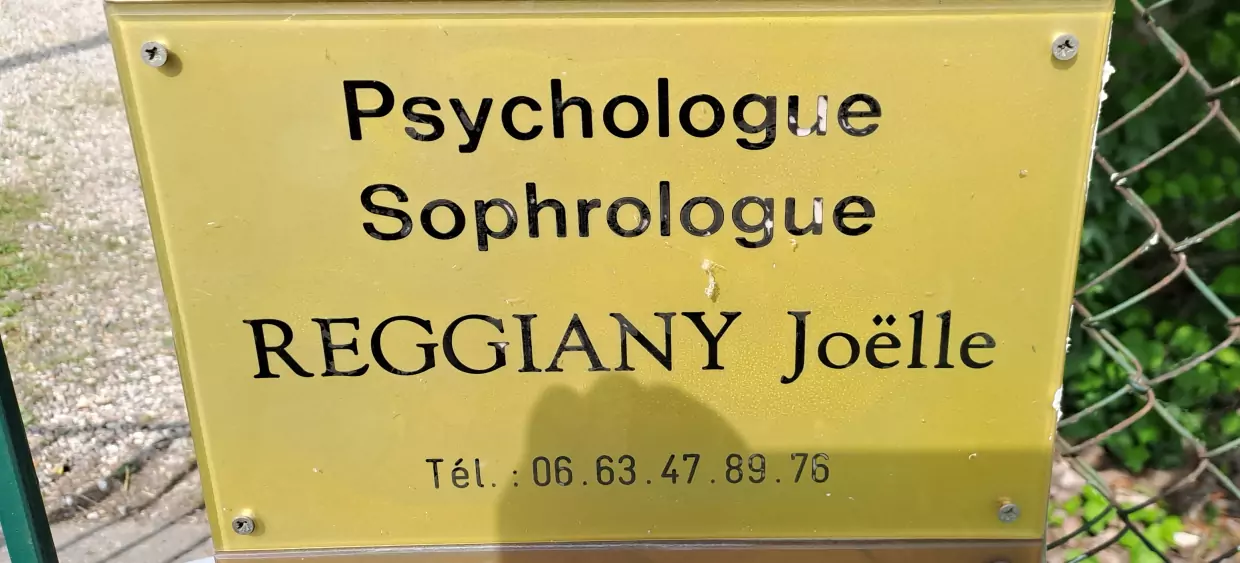 Psychologue
Sophrologue
REGGIANY Joëlle
Tél. : 06.63.47.89.76